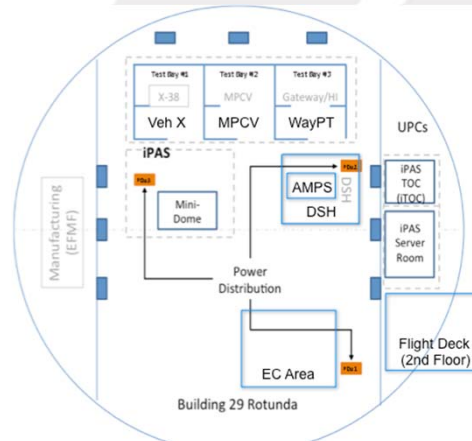 Test Bay #1
Test Bay #2
Test Bay #3
X-38
MPCV
Gateway/HI
Veh X
MPCV
WayPT
UPCs
iPAS
AMPS
DSH
DSH
iPAS
TOC
(iTOC)
Mini-
Dome
iPAS
Server
Room
Manufacturing
(EFMF)
Power
Distribution
Flight Deck
(2nd Floor)
EC Area
Building 29 Rotunda